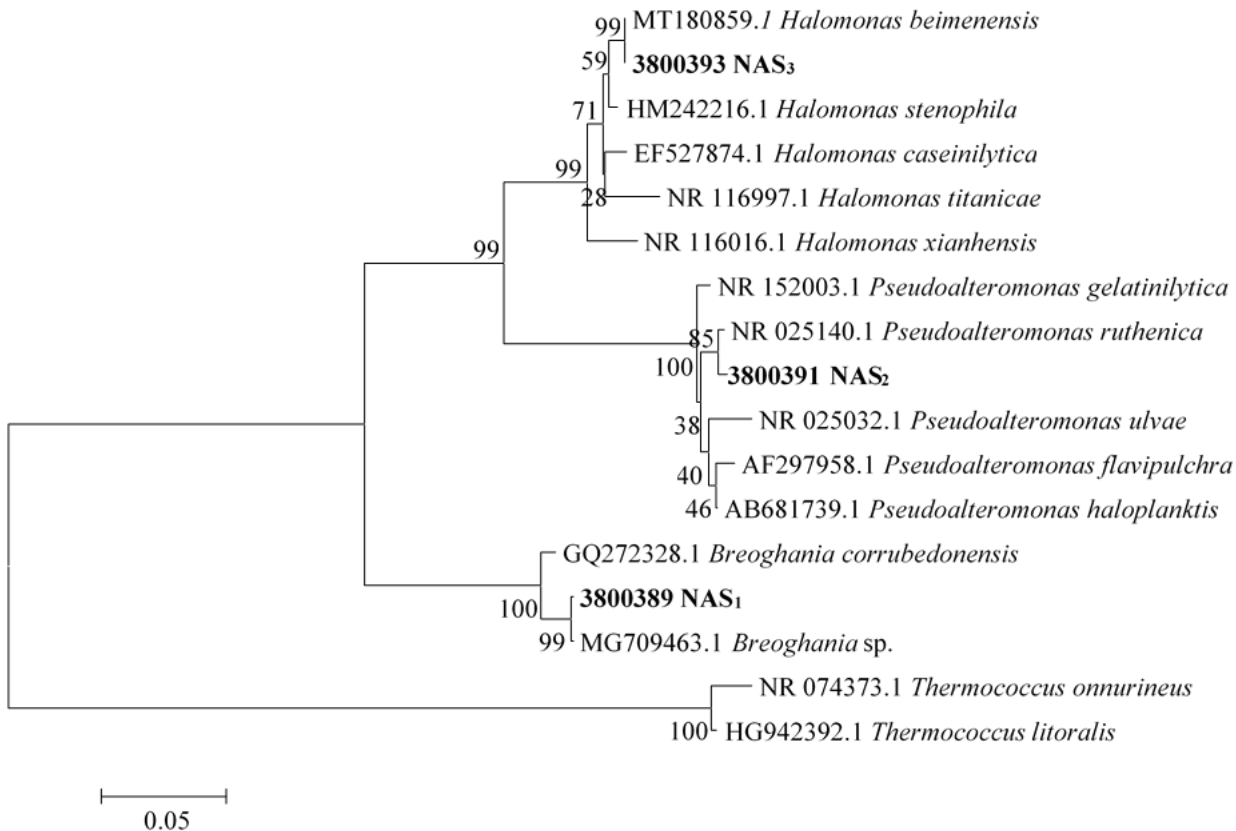 99 MT180859.1 Halomonas beimenensis
59 3800393 NAS₃
71 HM242216.1 Halomonas stenophila
EF527874.1 Halomonas caseinilytica
99
28 NR 116997.1 Halomonas titanicae
NR 116016.1 Halomonas xianhensis
99
NR 152003.1 Pseudoalteromonas gelatinilytica
85 NR 025140.1 Pseudoalteromonas ruthenica
100 3800391 NAS₂
38 NR 025032.1 Pseudoalteromonas ulvae
40 AF297958.1 Pseudoalteromonas flavipulchra
46 AB681739.1 Pseudoalteromonas haloplanktis
GQ272328.1 Breoghania corrubedonensis
100 3800389 NAS₁
99 MG709463.1 Breoghania sp.
NR 074373.1 Thermococcus onnurineus
100 HG942392.1 Thermococcus litoralis
0.05